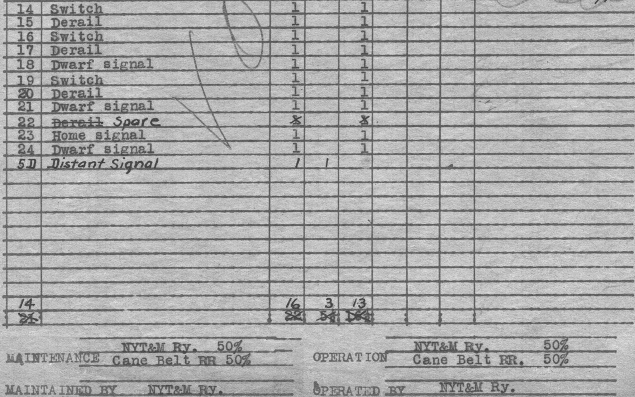 14 Switch 1 1
15 Derail 1 1
16 Switch 1 1
17 Derail 1 1
18 Dwarf signal 1 1
19 Switch 1 1
20 Derail 1 1
21 Dwarf signal 1 1
22 Derail Spare
23 Home signal 1 1
24 Dwarf signal 1 1
5D Distant Signal 1 1
14 16 3 13
22
NYT&M Ry. 50% NYT&M Ry. 50%
MAINTENANCE Cane Belt RR 50% OPERATION Cane Belt RR. 50%
MAINTAINED BY NYT&M Ry. OPERATED BY NYT&M Ry.